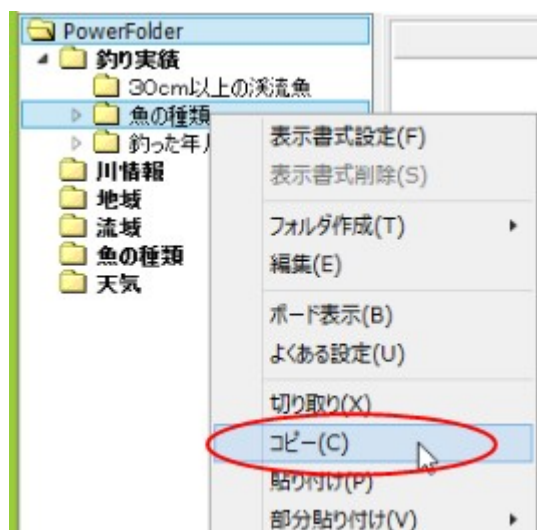 PowerFolder
釣り実績
30cm以上の渓流魚
魚の種類
釣った年月
川情報
地域
流域
魚の種類
天気
表示書式設定(F)
表示書式削除(S)
フォルダ作成(T)
編集(E)
ボード表示(B)
よくある設定(U)
切り取り(X)
コピー(C)
貼り付け(P)
部分貼り付け(V)